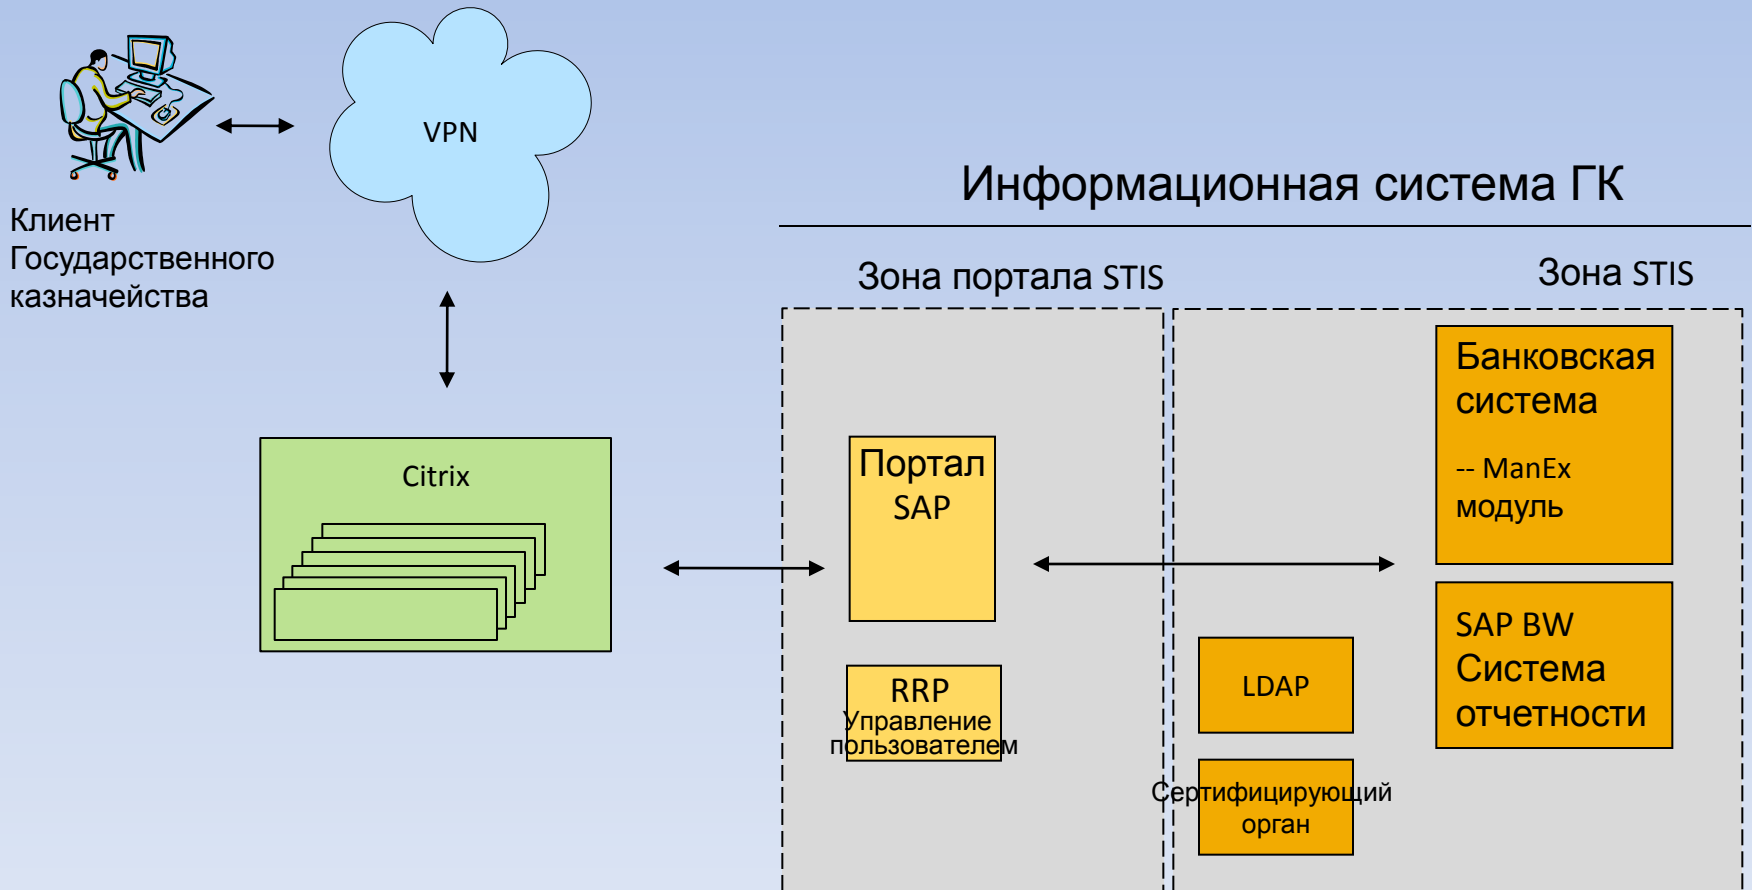 VPN
Клиент
Государственного
казначейства
Citrix
Информационная система ГК
Зона портала STIS
Зона STIS
Портал
SAP
RRP
Управление
пользователем
Банковская
система
-- ManEx
модуль
SAP BW
Система
отчетности
LDAP
Сертифицирующий
орган